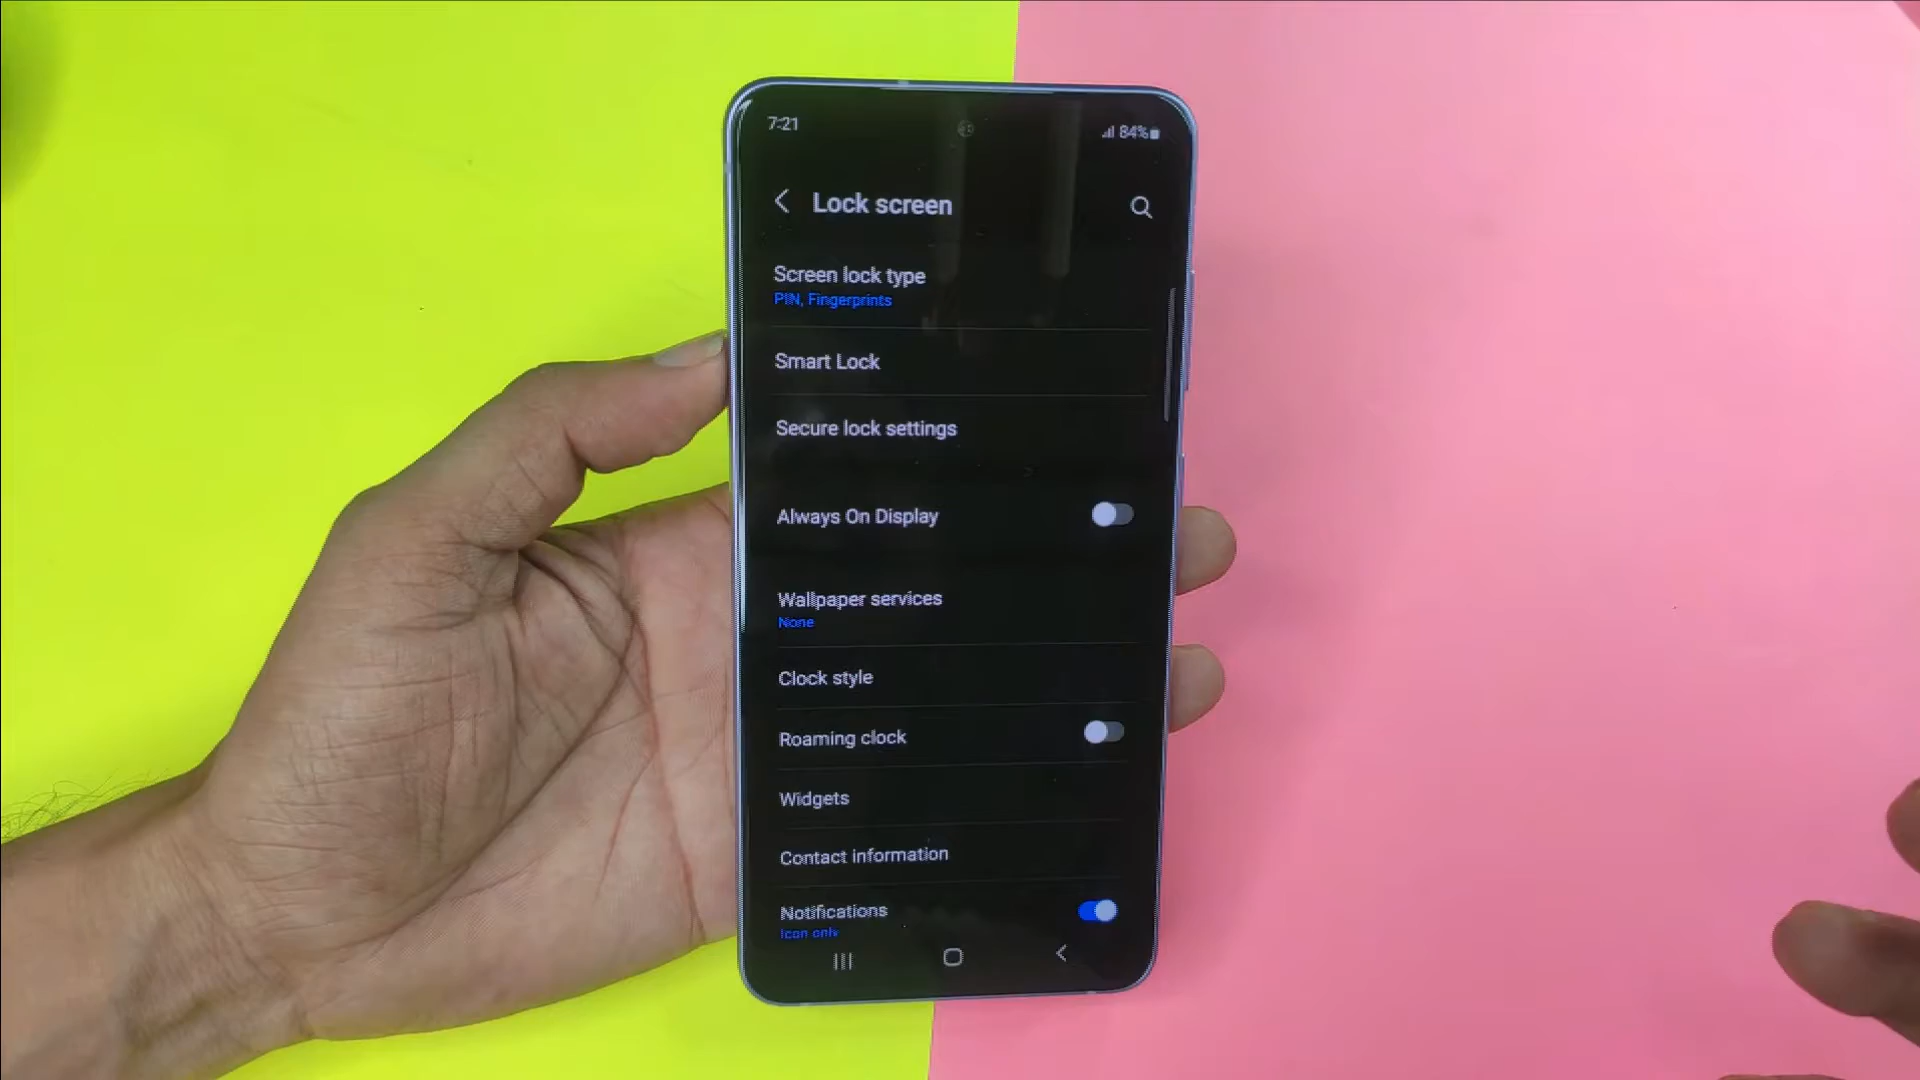 7:21
84%
Lock screen
Screen lock type
PIN, Fingerprints
Smart Lock
Secure lock settings
Always On Display
Wallpaper services
None
Clock style
Roaming clock
Widgets
Contact information
Notifications
Icon only